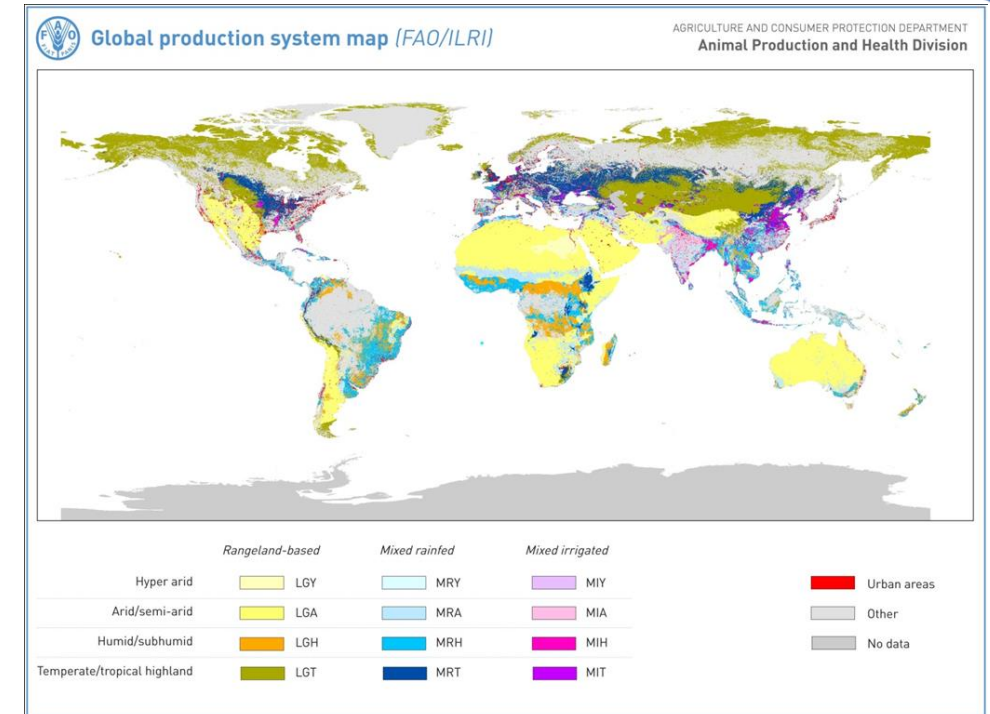 F A O
FIAT PANIS
Global production system map (FAO/ILRI)
AGRICULTURE AND CONSUMER PROTECTION DEPARTMENT
Animal Production and Health Division
Rangeland-based Mixed rainfed Mixed irrigated
Hyper arid LGY MRY MIY Urban areas
Arid/semi-arid LGA MRA MIA Other
Humid/subhumid LGH MRH MIH No data
Temperate/tropical highland LGT MRT MIT